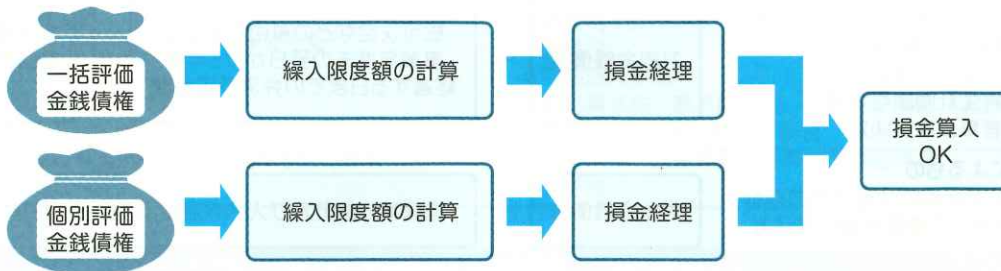 一括評価
金銭債権
繰入限度額の計算
損金経理
損金算入
OK
個別評価
金銭債権
繰入限度額の計算
損金経理